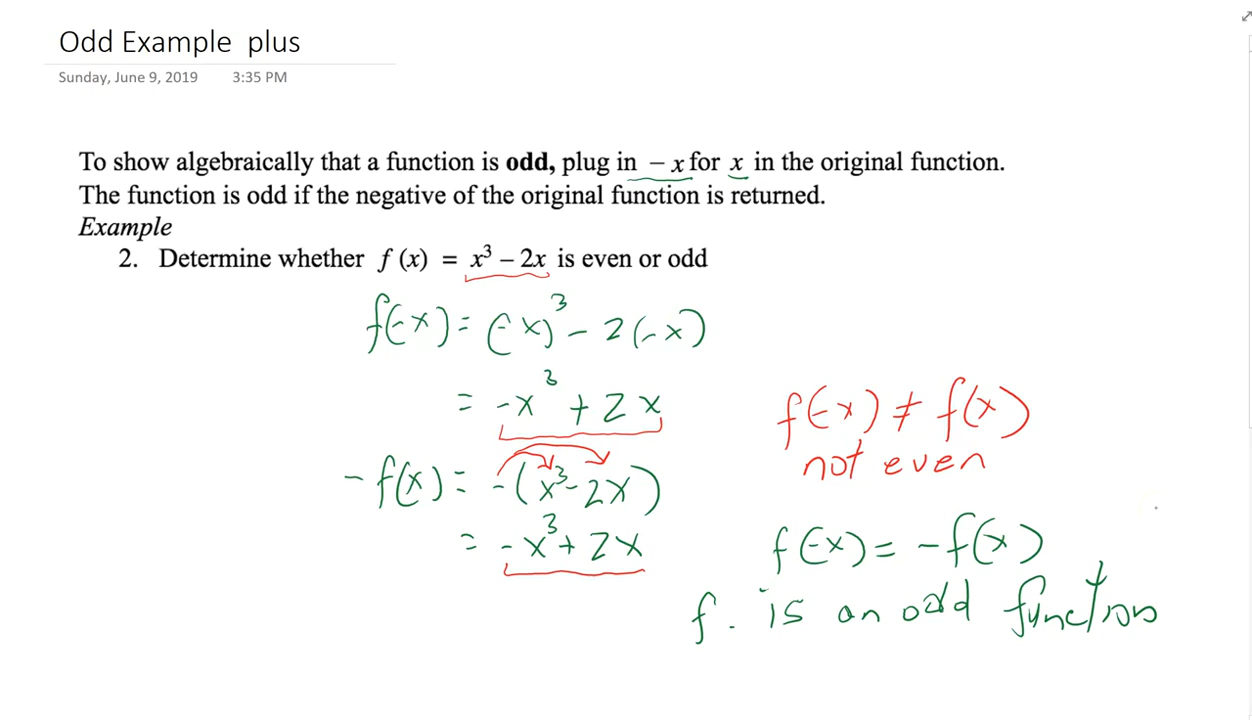 Odd Example plus
Sunday, June 9, 2019 3:35 PM
To show algebraically that a function is odd, plug in − x for x in the original function.
The function is odd if the negative of the original function is returned.
Example
2. Determine whether f (x) = x³ − 2x is even or odd
f(-x) = (-x)³ - 2(-x)
= -x³ + 2x
f(-x) ≠ f(x)
not even
-f(x) = -(x³ - 2x)
= -x³ + 2x
f(-x) = -f(x)
f. is an odd function